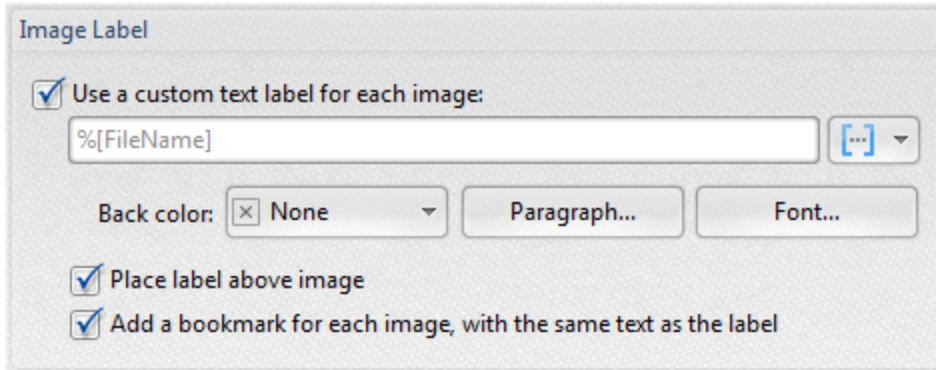 Image Label
Use a custom text label for each image:
%[FileName]
Back color: None Paragraph... Font...
Place label above image
Add a bookmark for each image, with the same text as the label